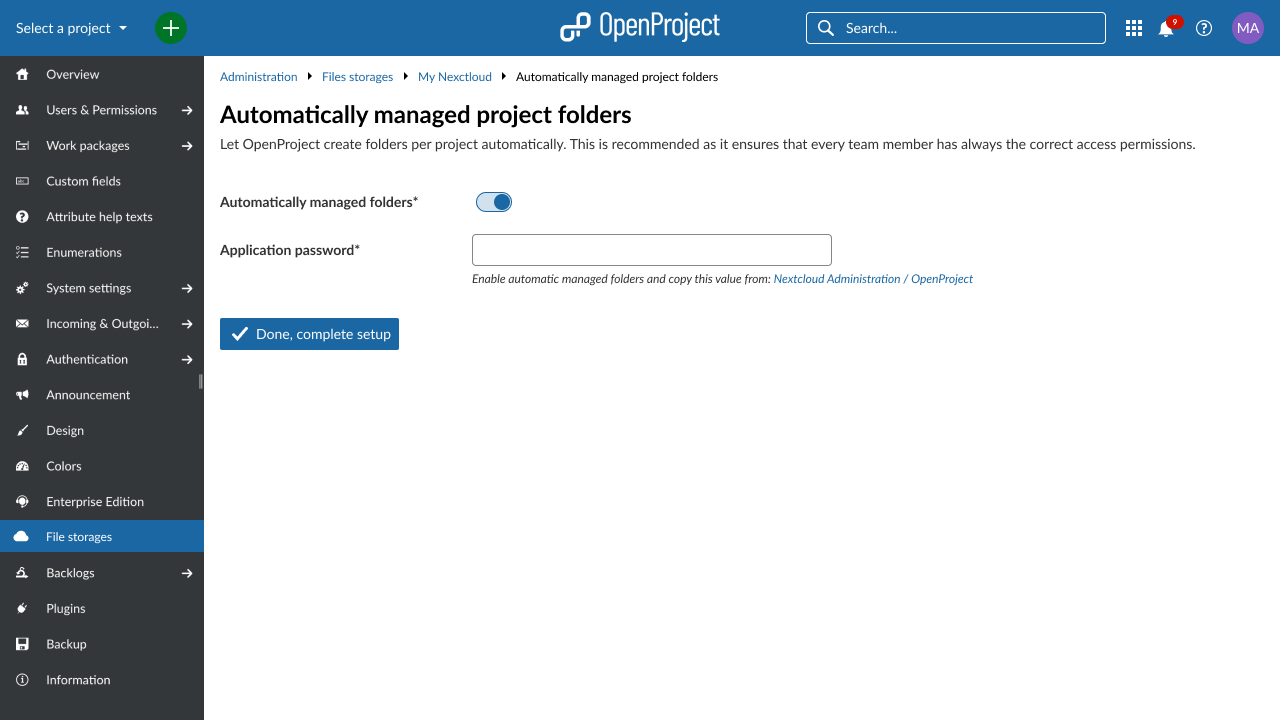 Select a project
OpenProject
Search...
9
MA
Overview
Users & Permissions
Work packages
Custom fields
Attribute help texts
Enumerations
System settings
Incoming & Outgoi...
Authentication
Announcement
Design
Colors
Enterprise Edition
File storages
Backlogs
Plugins
Backup
Information
Administration Files storages My Nexctloud Automatically managed project folders
Automatically managed project folders
Let OpenProject create folders per project automatically. This is recommended as it ensures that every team member has always the correct access permissions.
Automatically managed folders*
Application password*
Enable automatic managed folders and copy this value from: Nextcloud Administration / OpenProject
Done, complete setup